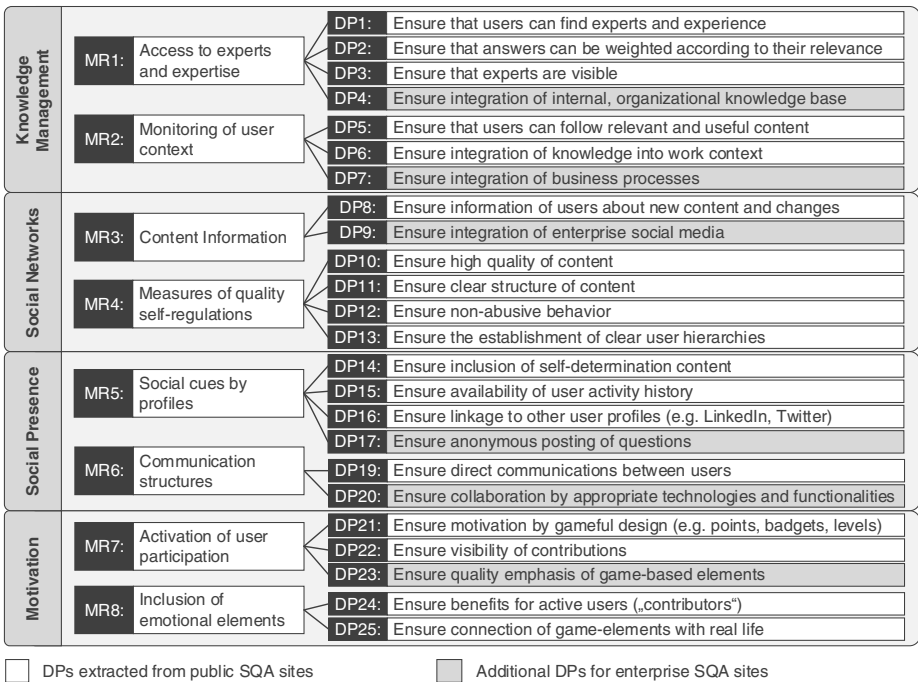 Knowledge
Management
MR1: Access to experts
and expertise
DP1: Ensure that users can find experts and experience
DP2: Ensure that answers can be weighted according to their relevance
DP3: Ensure that experts are visible
DP4: Ensure integration of internal, organizational knowledge base
MR2: Monitoring of user
context
DP5: Ensure that users can follow relevant and useful content
DP6: Ensure integration of knowledge into work context
DP7: Ensure integration of business processes
Social Networks
MR3: Content Information
DP8: Ensure information of users about new content and changes
DP9: Ensure integration of enterprise social media
MR4: Measures of quality
self-regulations
DP10: Ensure high quality of content
DP11: Ensure clear structure of content
DP12: Ensure non-abusive behavior
DP13: Ensure the establishment of clear user hierarchies
Social Presence
MR5: Social cues by
profiles
DP14: Ensure inclusion of self-determination content
DP15: Ensure availability of user activity history
DP16: Ensure linkage to other user profiles (e.g. LinkedIn, Twitter)
DP17: Ensure anonymous posting of questions
MR6: Communication
structures
DP19: Ensure direct communications between users
DP20: Ensure collaboration by appropriate technologies and functionalities
Motivation
MR7: Activation of user
participation
DP21: Ensure motivation by gameful design (e.g. points, badgets, levels)
DP22: Ensure visibility of contributions
DP23: Ensure quality emphasis of game-based elements
MR8: Inclusion of
emotional elements
DP24: Ensure benefits for active users („contributors“)
DP25: Ensure connection of game-elements with real life
DPs extracted from public SQA sites
Additional DPs for enterprise SQA sites